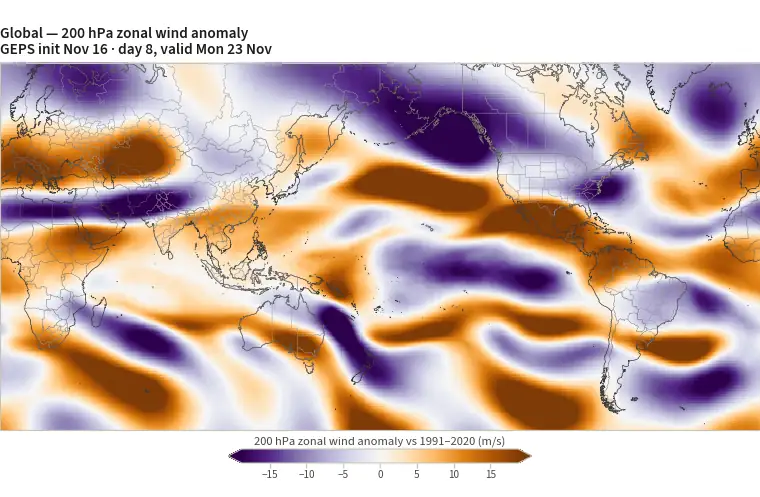 Global — 200 hPa zonal wind anomaly
GEPS init Nov 16 · day 8, valid Mon 23 Nov
200 hPa zonal wind anomaly vs 1991–2020 (m/s)
−15 −10 −5 0 5 10 15